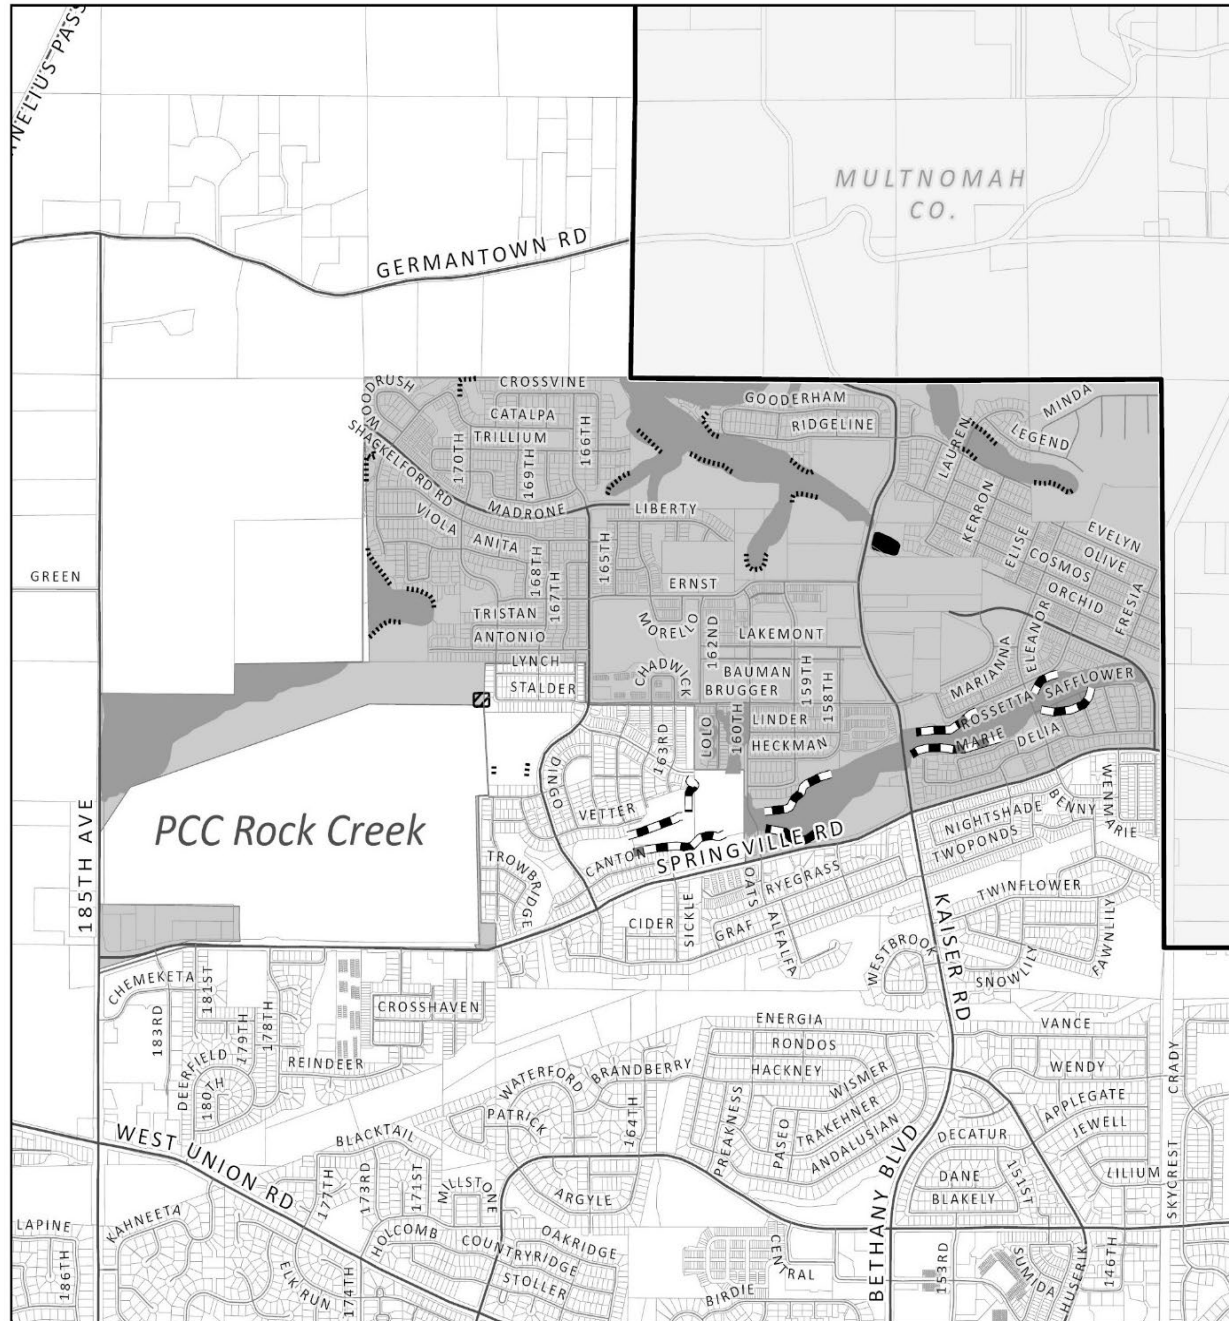 NELIUS PASS
MULTNOMAH
CO.
GERMANTOWN RD
WOODRUSH
CROSSVINE
CATALPA
TRILLIUM
170TH
169TH
166TH
SHACKELFORD RD
MADRONE
GOODERHAM
RIDGELINE
LAUREN
LEGEND
MINDA
VIOLA
ANITA
LIBERTY
165TH
168TH
167TH
KERRON
ELISE
EVELYN
OLIVE
COSMOS
ORCHID
FRESIA
GREEN
ERNST
TRISTAN
ANTONIO
MORELLO
162ND
LAKEMONT
ELEANOR
MARIANNA
LYNCH
STALDER
CHADWICK
BAUMAN
BRUGGER
159TH
158TH
SAFFLOWER
ROSSETTA
MARIE
DELIA
LOLO
160TH
LINDER
HECKMAN
163RD
DINGO
VETTER
185TH AVE
PCC Rock Creek
TROWBRIDGE
CANTON
SPRINGVILLE RD
NIGHTSHADE
TWOPONDS
BENNY
WENMARIE
OATS
RYEGRASS
TWINFLOWER
CIDER
SICKLE
GRAF
ALFALFA
WESTBROOK
KAISER RD
SNOWLILY
FAWNLILY
CHEMEKETA
181ST
183RD
179TH
178TH
CROSSHAVEN
DEERFIELD
180TH
REINDEER
ENERGIA
RONDOS
HACKNEY
WISMER
VANCE
WENDY
CRADY
WATERFORD
BRANDBERRY
PATRICK
164TH
PREAKNESS
PASEO
TRAKEHNER
ANDALUSIAN
APPLEGATE
JEWELL
DECATUR
WEST UNION RD
BLACKTAIL
177TH
173RD
171ST
MILLSTONE
ARGYLE
BETHANY BLVD
DANE
BLAKELY
151ST
LILIUM
SKYCREST
LAPINE
KAHNEETA
186TH
ELK RUN
174TH
HOLCOMB
COUNTRYRIDGE
OAKRIDGE
STOLLER
CENTRAL
BIRDIE
153RD
SUMIDA
HUSERIK
146TH